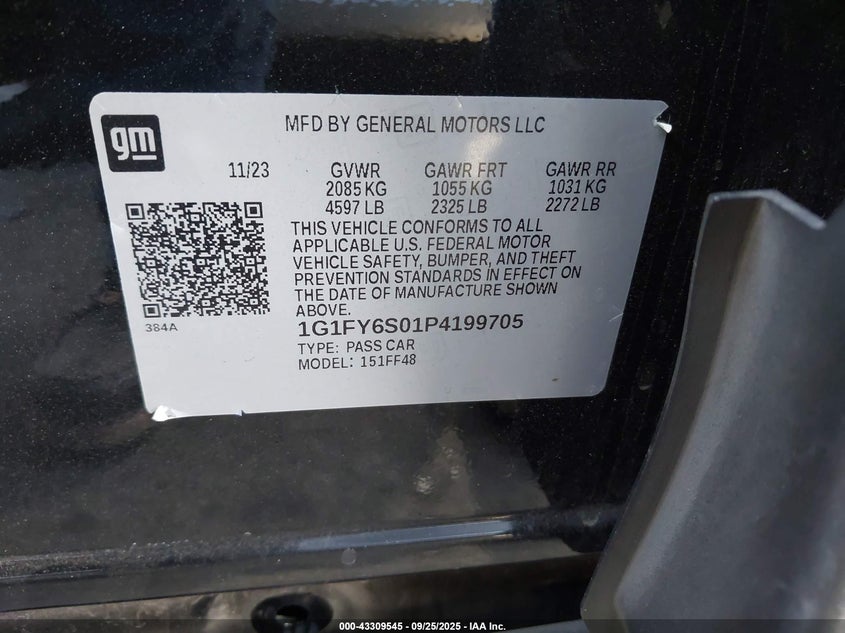 gm
MFD BY GENERAL MOTORS LLC
11/23 GVWR GAWR FRT GAWR RR
2085 KG 1055 KG 1031 KG
4597 LB 2325 LB 2272 LB
THIS VEHICLE CONFORMS TO ALL
APPLICABLE U.S. FEDERAL MOTOR
VEHICLE SAFETY, BUMPER, AND THEFT
PREVENTION STANDARDS IN EFFECT ON
THE DATE OF MANUFACTURE SHOWN
ABOVE.
384A
1G1FY6S01P4199705
TYPE: PASS CAR
MODEL: 151FF48
000-43309545 - 09/25/2025 - IAA Inc.